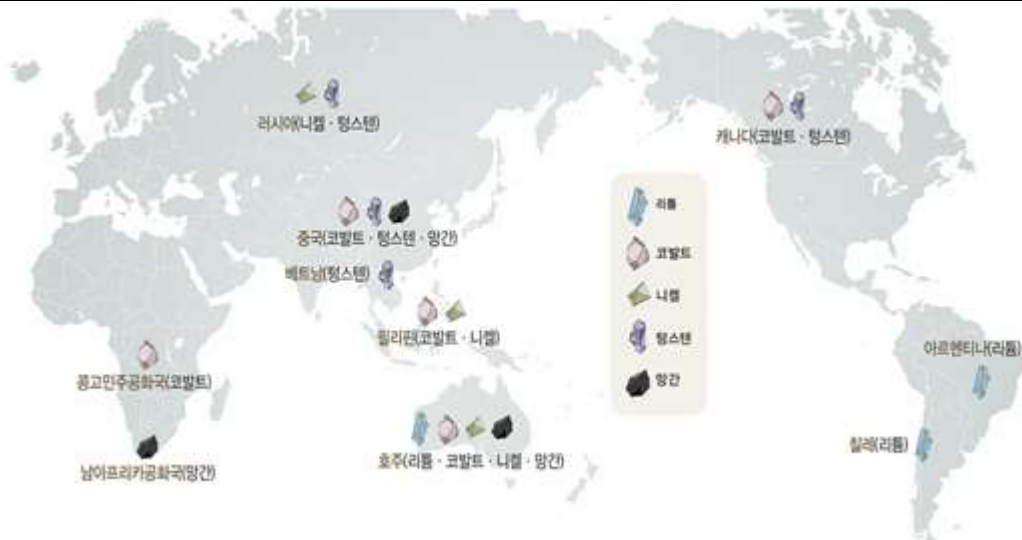 러시아(니켈 · 텅스텐)
캐나다(코발트 · 텅스텐)
리튬
중국(코발트 · 텅스텐 · 망간)
코발트
베트남(텅스텐)
니켈
필리핀(코발트 · 니켈)
텅스텐
아르헨티나(리튬)
콩고민주공화국(코발트)
망간
칠레(리튬)
호주(리튬 · 코발트 · 니켈 · 망간)
남아프리카공화국(망간)